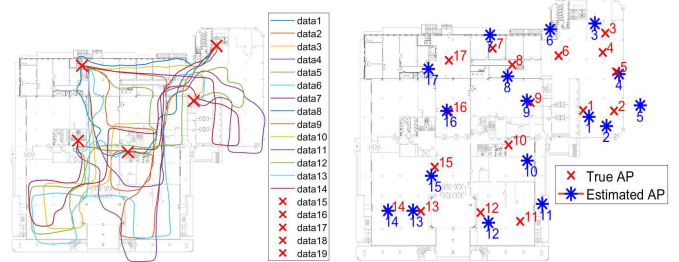 data1
data2
data3
data4
data5
data6
data7
data8
data9
data10
data11
data12
data13
data14
data15
data16
data17
data18
data19
3
6
3
7
7
4
17
8
6
5
4
17
8
9
16
9
1
2
5
16
1
2
10
15
10
15
14
13
12
11
14
13
12
11
True AP
Estimated AP